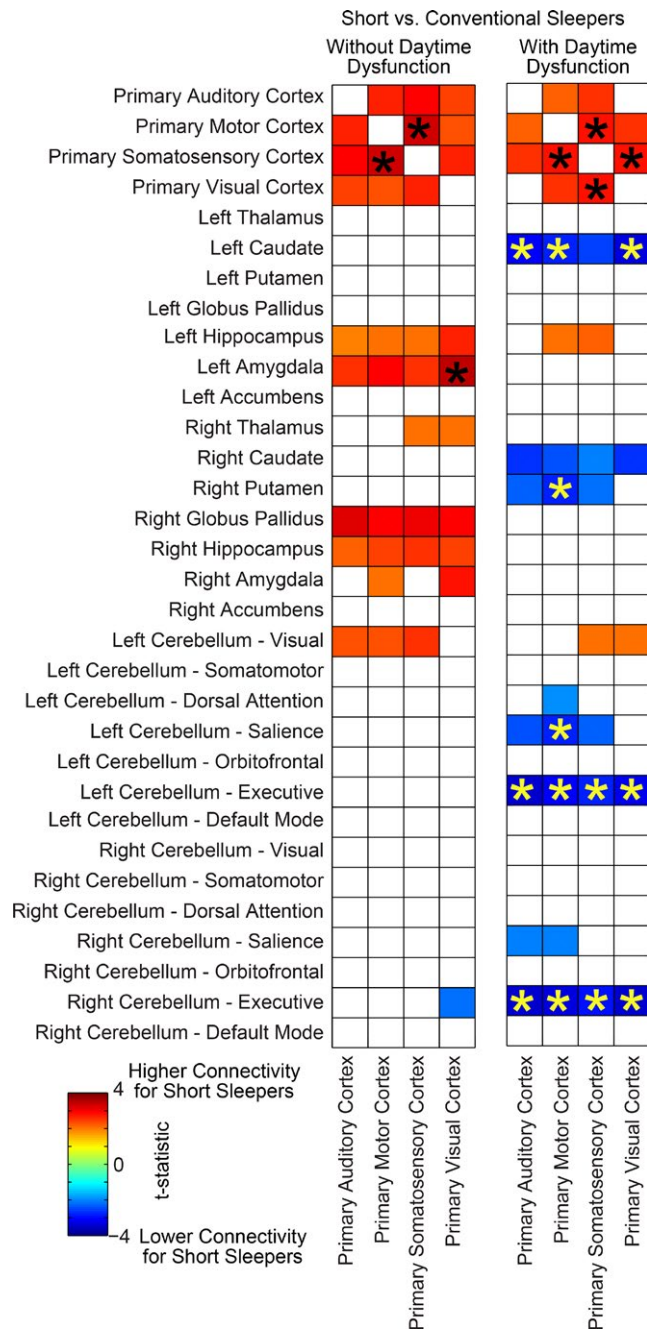 Short vs. Conventional Sleepers
Without Daytime
Dysfunction
With Daytime
Dysfunction
Primary Auditory Cortex
Primary Motor Cortex
Primary Somatosensory Cortex
Primary Visual Cortex
Left Thalamus
Left Caudate
Left Putamen
Left Globus Pallidus
Left Hippocampus
Left Amygdala
Left Accumbens
Right Thalamus
Right Caudate
Right Putamen
Right Globus Pallidus
Right Hippocampus
Right Amygdala
Right Accumbens
Left Cerebellum - Visual
Left Cerebellum - Somatomotor
Left Cerebellum - Dorsal Attention
Left Cerebellum - Salience
Left Cerebellum - Orbitofrontal
Left Cerebellum - Executive
Left Cerebellum - Default Mode
Right Cerebellum - Visual
Right Cerebellum - Somatomotor
Right Cerebellum - Dorsal Attention
Right Cerebellum - Salience
Right Cerebellum - Orbitofrontal
Right Cerebellum - Executive
Right Cerebellum - Default Mode
Higher Connectivity
for Short Sleepers
4
0
−4
t-statistic
Lower Connectivity
for Short Sleepers
Primary Auditory Cortex
Primary Motor Cortex
Primary Somatosensory Cortex
Primary Visual Cortex
Primary Auditory Cortex
Primary Motor Cortex
Primary Somatosensory Cortex
Primary Visual Cortex